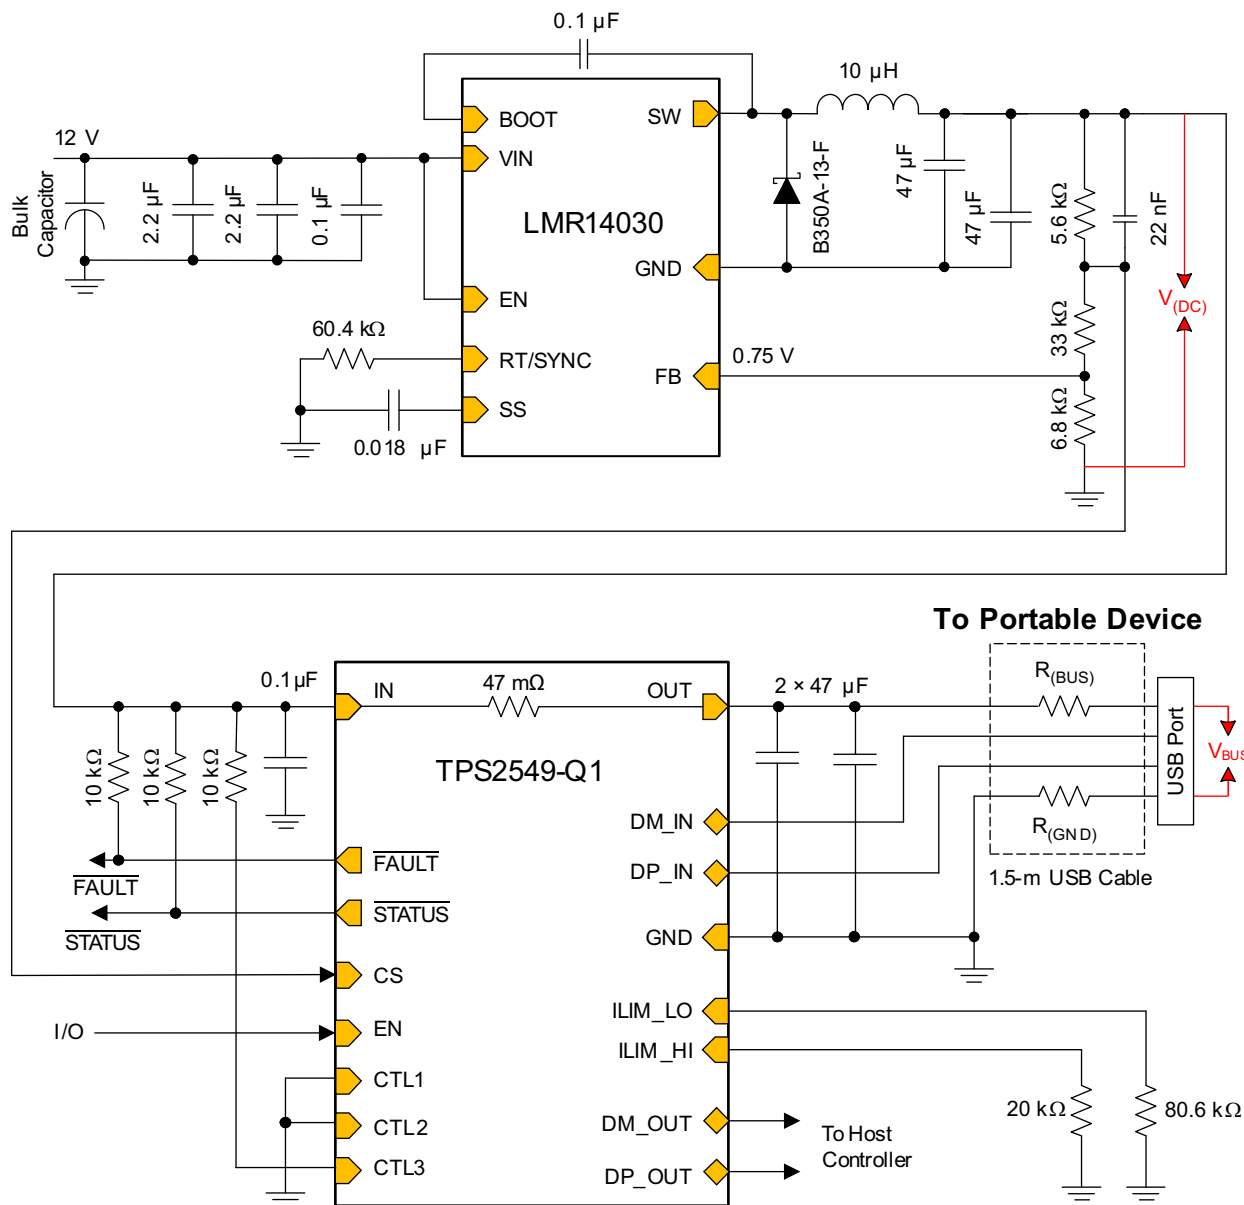 0.1 µF
10 µH
BOOT
SW
12 V
VIN
Bulk
Capacitor
2.2 µF
2.2 µF
0.1 µF
LMR14030
B350A-13-F
47 µF
47 µF
5.6 kΩ
22 nF
GND
EN
V(DC)
60.4 kΩ
33 kΩ
RT/SYNC
0.75 V
FB
SS
6.8 kΩ
0.018 µF
To Portable Device
0.1 µF
IN
47 mΩ
OUT
2 × 47 µF
R(BUS)
10 kΩ
10 kΩ
10 kΩ
TPS2549-Q1
USB Port
VBUS
DM_IN
R(GND)
FAULT
FAULT
DP_IN
1.5-m USB Cable
STATUS
STATUS
GND
CS
ILIM_LO
I/O
EN
ILIM_HI
CTL1
20 kΩ
80.6 kΩ
CTL2
DM_OUT
To Host
Controller
CTL3
DP_OUT